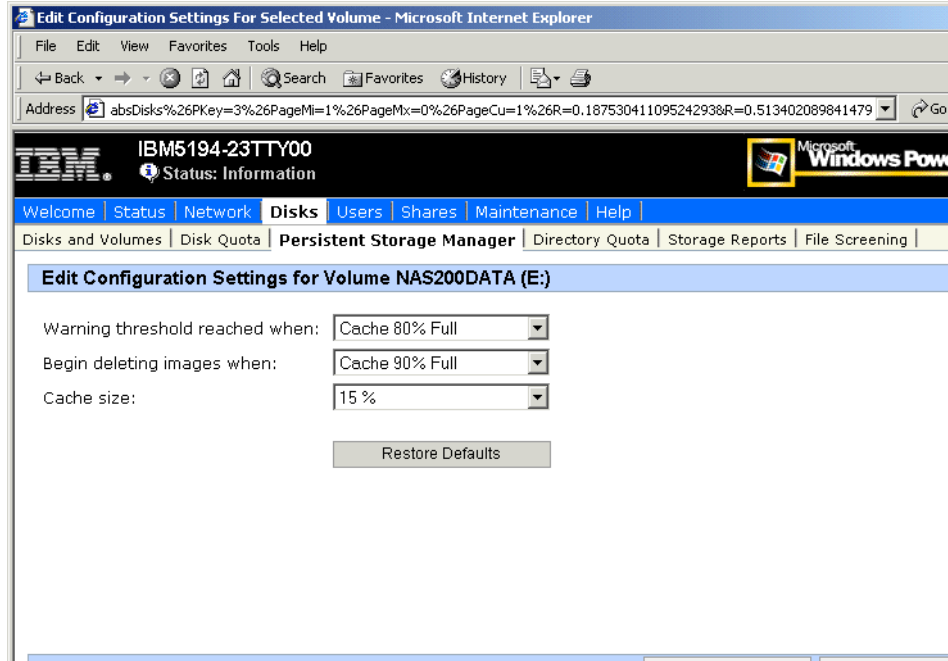 Edit Configuration Settings For Selected Volume - Microsoft Internet Explorer
File Edit View Favorites Tools Help
Back Search Favorites History
Address absDisks%26PKey=3%26PageMi=1%26PageMx=0%26PageCu=1%26R=0.18753041109524293&R=0.513402089841479 Go
IBM IBM5194-23TTY00 Microsoft
Status: Information Windows Powe
Welcome | Status | Network | Disks | Users | Shares | Maintenance | Help |
Disks and Volumes | Disk Quota | Persistent Storage Manager | Directory Quota | Storage Reports | File Screening |
Edit Configuration Settings for Volume NAS200DATA (E:)
Warning threshold reached when: Cache 80% Full
Begin deleting images when: Cache 90% Full
Cache size: 15 %
Restore Defaults